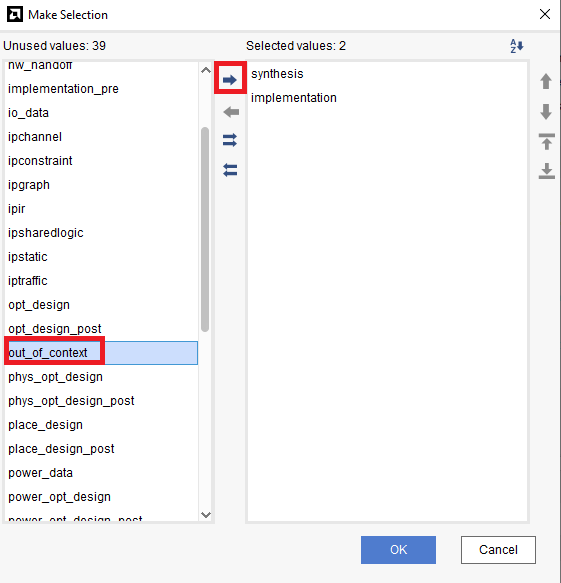 Make Selection
Unused values: 39
Selected values: 2
hw_handoff
implementation_pre
io_data
ipchannel
ipconstraint
ipgraph
ipir
ipsharedlogic
ipstatic
iptraffic
opt_design
opt_design_post
out_of_context
phys_opt_design
phys_opt_design_post
place_design
place_design_post
power_data
power_opt_design
power_opt_design_post
synthesis
implementation
OK
Cancel